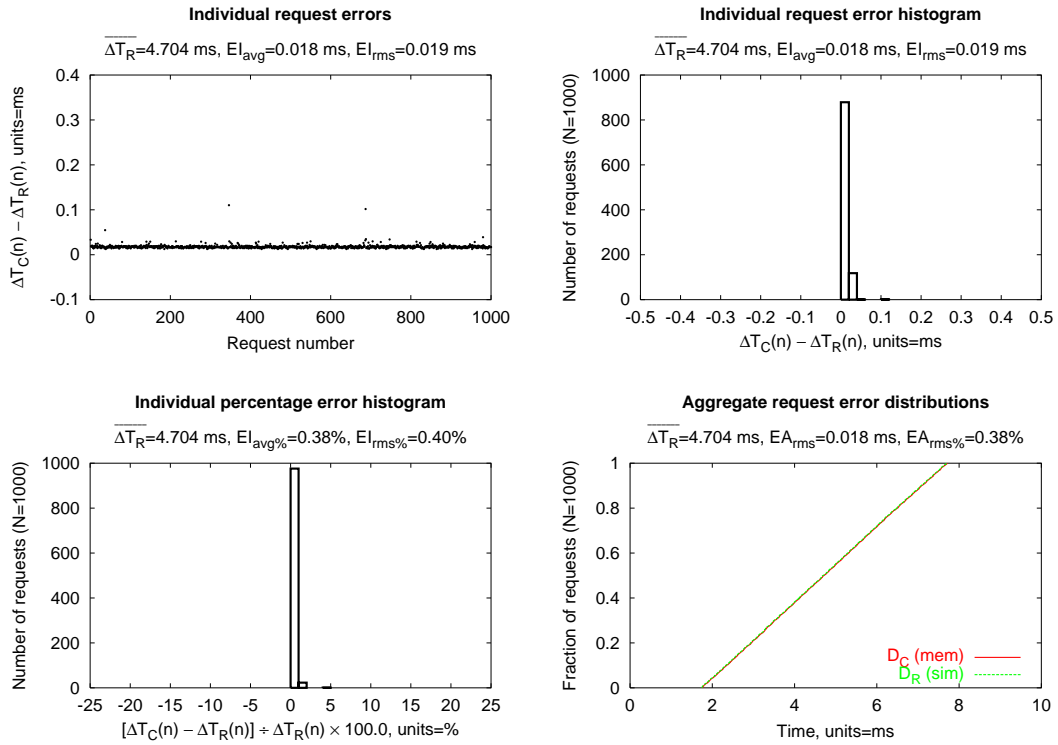 Individual request errors
ΔT_R=4.704 ms, EI_avg=0.018 ms, EI_rms=0.019 ms
ΔT_C(n) − ΔT_R(n), units=ms
0.4
0.3
0.2
0.1
0
-0.1
0 200 400 600 800 1000
Request number
Individual request error histogram
ΔT_R=4.704 ms, EI_avg=0.018 ms, EI_rms=0.019 ms
Number of requests (N=1000)
1000
800
600
400
200
0
-0.5 -0.4 -0.3 -0.2 -0.1 0 0.1 0.2 0.3 0.4 0.5
ΔT_C(n) − ΔT_R(n), units=ms
Individual percentage error histogram
ΔT_R=4.704 ms, EI_avg%=0.38%, EI_rms%=0.40%
Number of requests (N=1000)
1000
800
600
400
200
0
-25 -20 -15 -10 -5 0 5 10 15 20 25
[ΔT_C(n) − ΔT_R(n)] ÷ ΔT_R(n) × 100.0, units=%
Aggregate request error distributions
ΔT_R=4.704 ms, EA_rms=0.018 ms, EA_rms%=0.38%
Fraction of requests (N=1000)
1
0.8
0.6
0.4
0.2
0
D_C (mem)
D_R (sim)
0 2 4 6 8 10
Time, units=ms